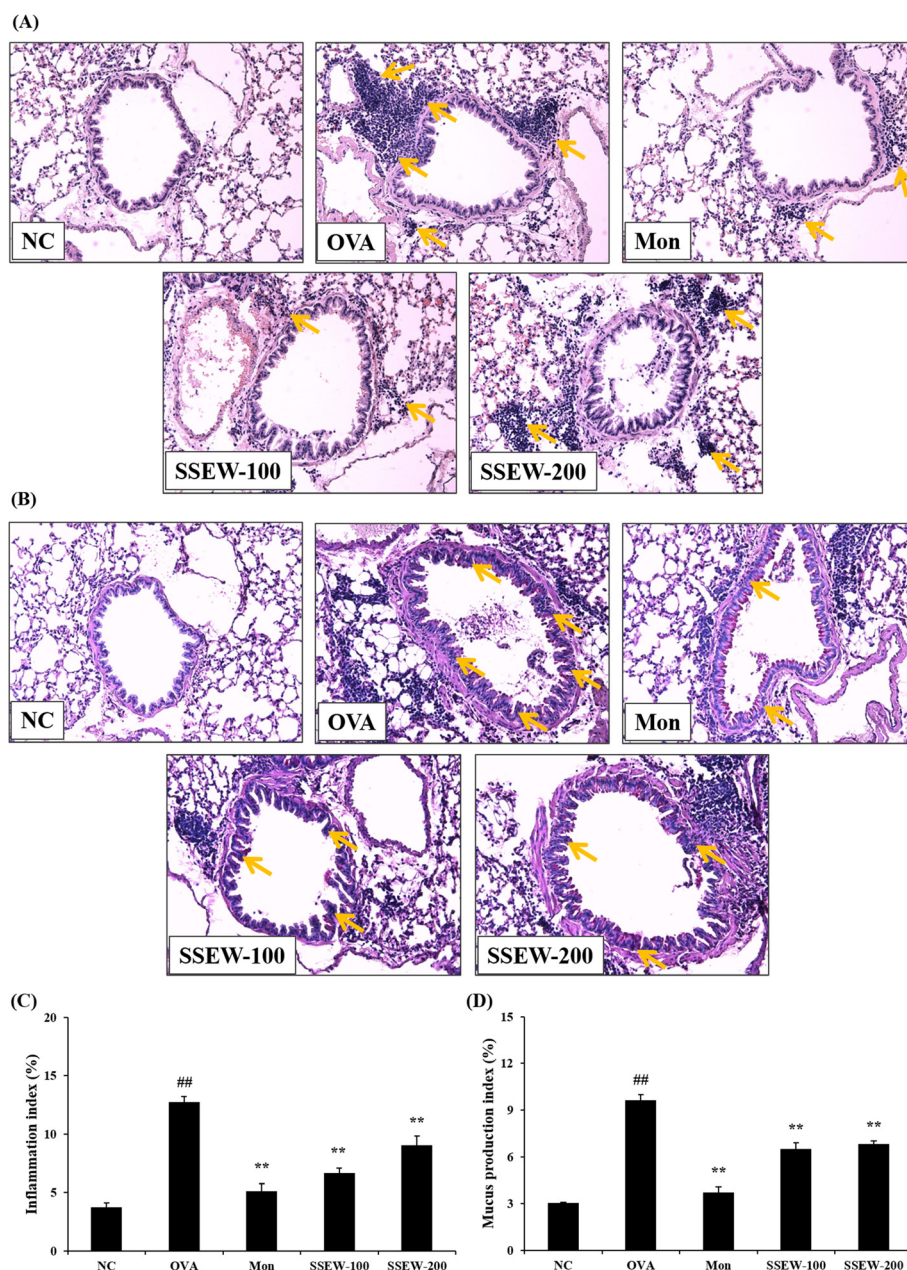 (A)
NC
OVA
Mon
SSEW-100
SSEW-200
(B)
NC
OVA
Mon
SSEW-100
SSEW-200
(C)
Inflammation index (%)
20
15
10
5
0
##
**
**
**
NC OVA Mon SSEW-100 SSEW-200
(D)
Mucus production index (%)
15
12
9
6
3
0
##
**
**
**
NC OVA Mon SSEW-100 SSEW-200